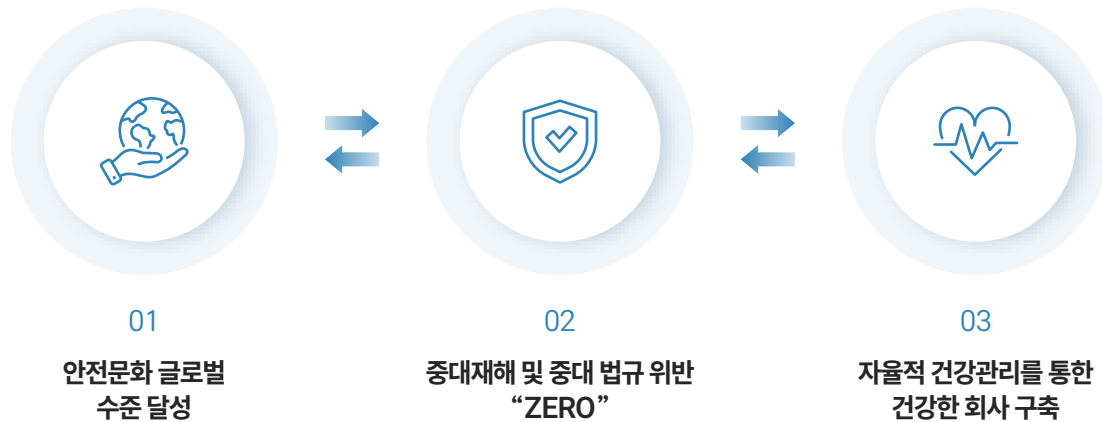 01
안전문화 글로벌
수준 달성
02
중대재해 및 중대 법규 위반
“ZERO”
03
자율적 건강관리를 통한
건강한 회사 구축